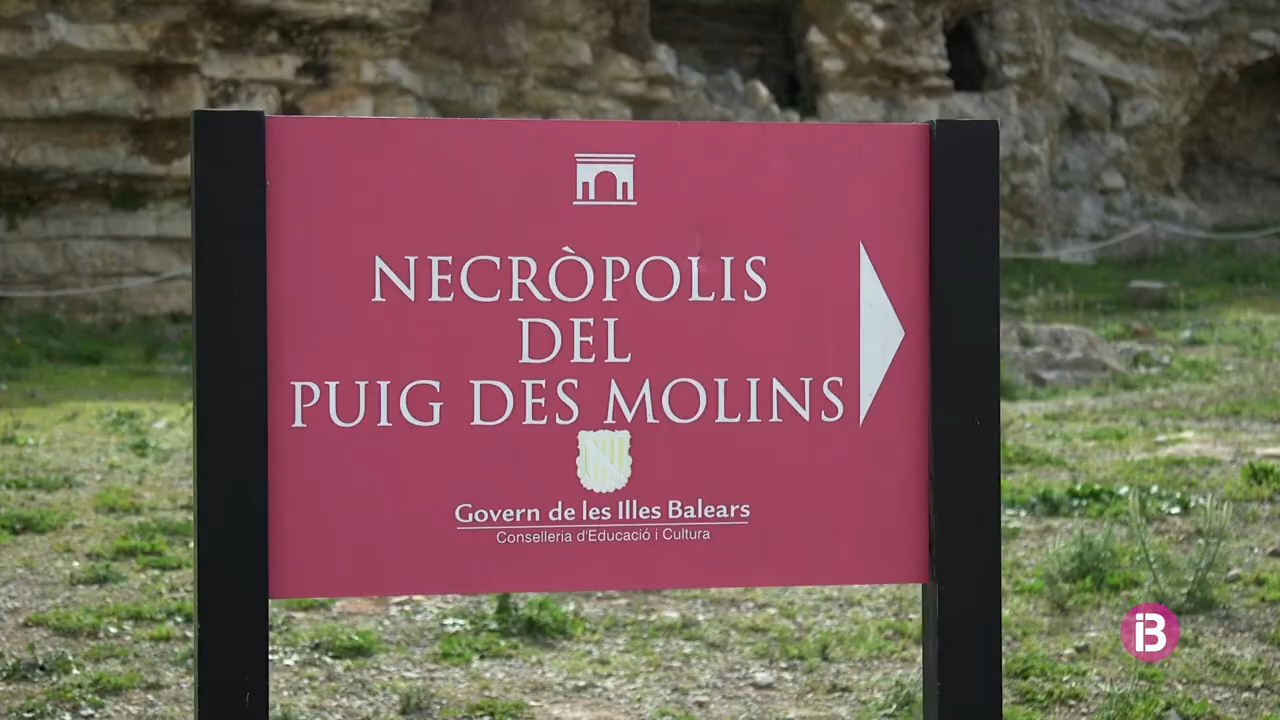 NECRÒPOLIS
DEL
PUIG DES MOLINS
Govern de les Illes Balears
Conselleria d'Educació i Cultura
iB